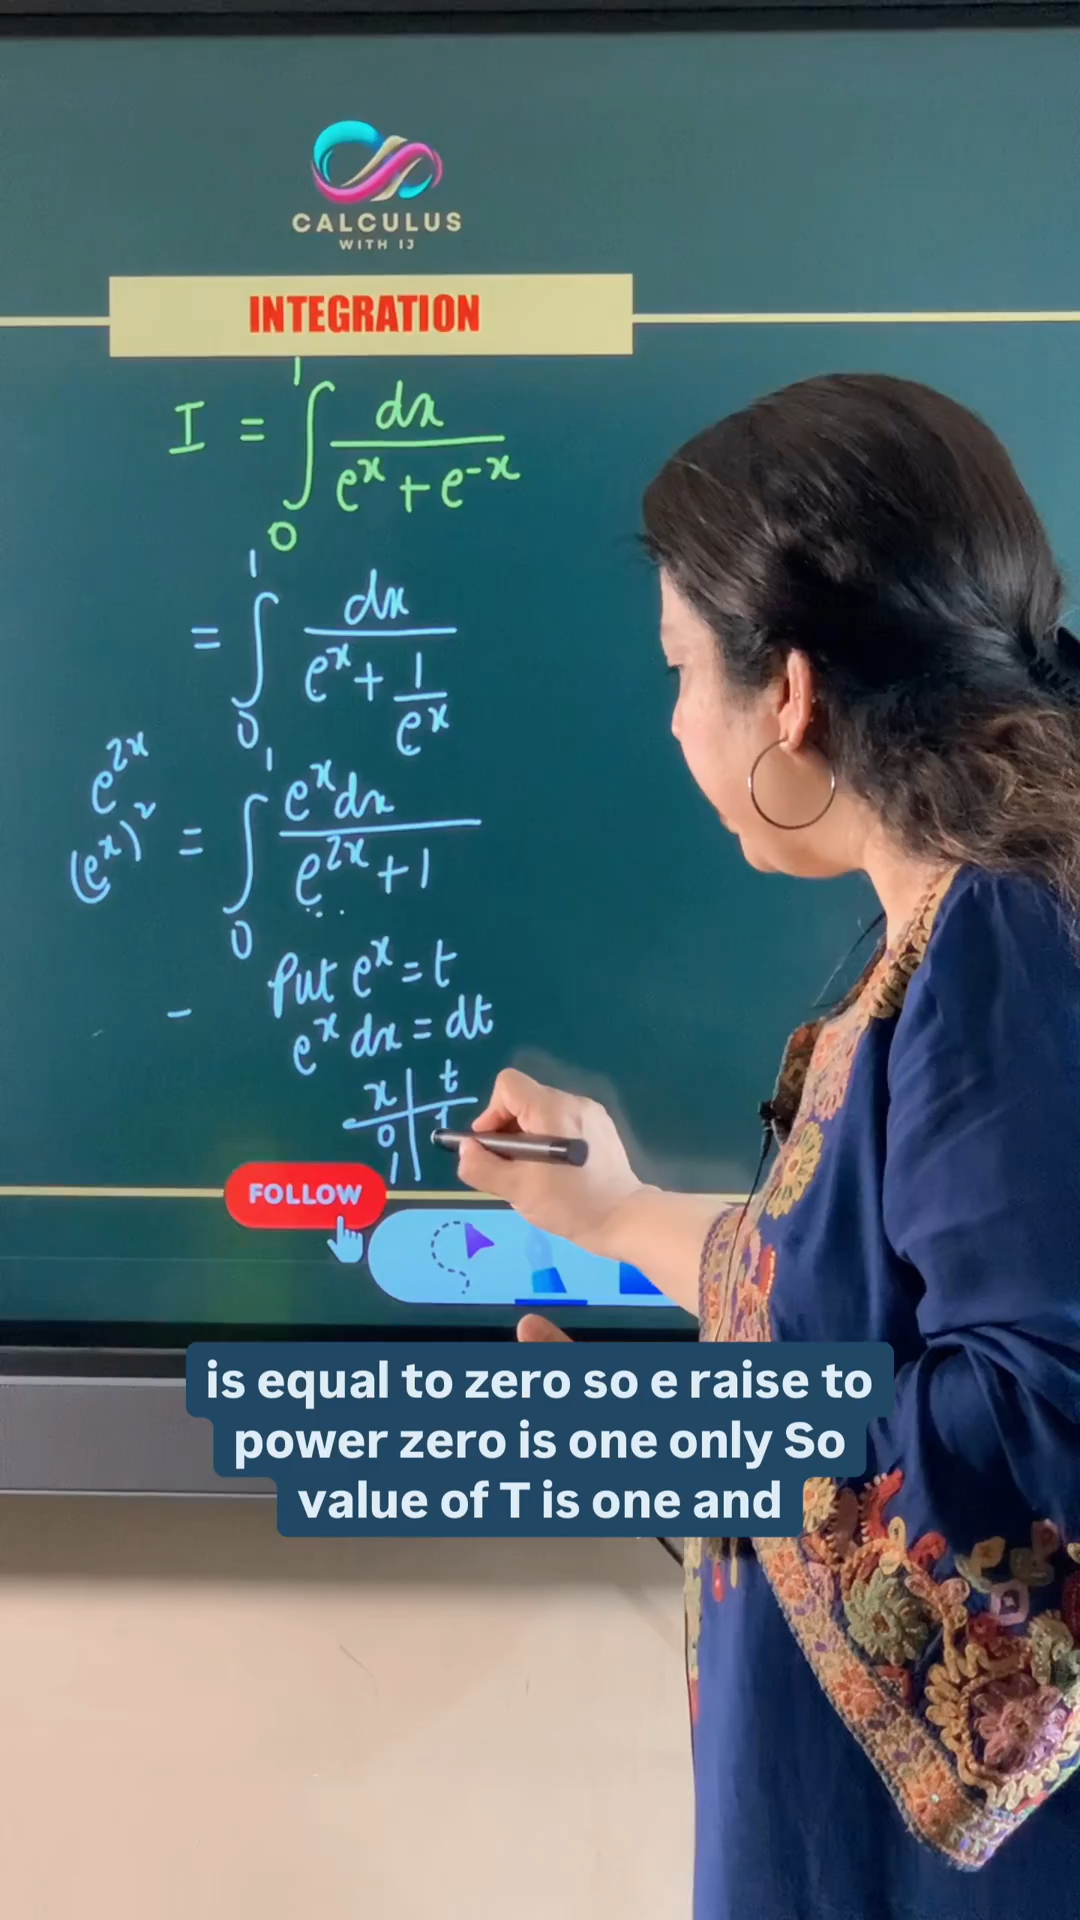 CALCULUS
WITH IJ
INTEGRATION
I = ∫₀¹ dx / (eˣ + e⁻ˣ)
= ∫₀¹ dx / (eˣ + 1/eˣ)
e²ˣ
(eˣ)² = ∫₀¹ eˣdx / (e²ˣ + 1)
Put eˣ = t
eˣ dx = dt
x | t
0 | 1
1 |
FOLLOW
is equal to zero so e raise to
power zero is one only So
value of T is one and